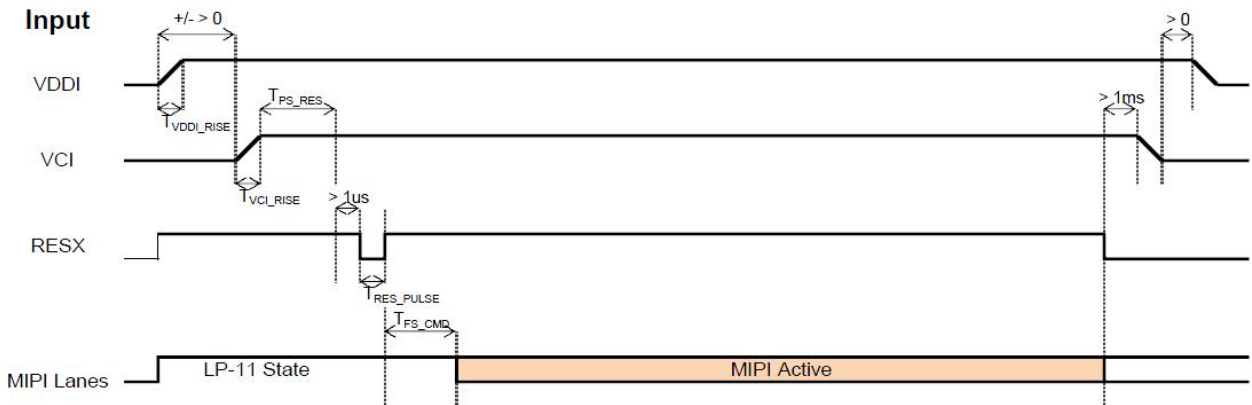 Input
+/- > 0
> 0
VDDI
T_PS_RES
> 1ms
T_VDDI_RISE
VCI
T_VCI_RISE
> 1us
RESX
T_RES_PULSE
T_FS_CMD
LP-11 State
MIPI Active
MIPI Lanes